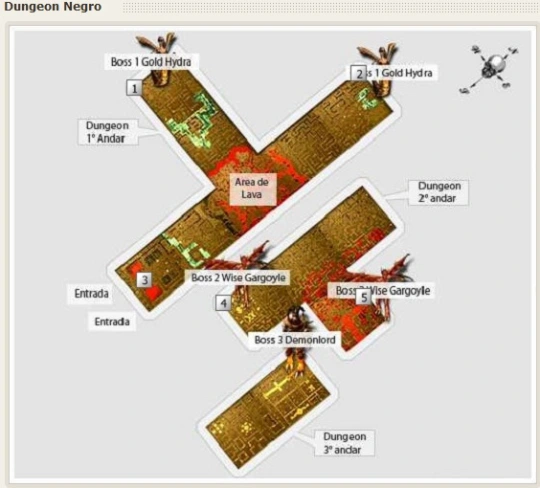 Dungeon Negro
Boss 1 Gold Hydra
2
ss 1 Gold Hydra
1
Dungeon
1° Andar
Area de
Lava
Dungeon
2° andar
3
Boss 2 Wise Gargoyle
Entrada
4
Boss
5
Wise Gargoyle
Entrada
Boss 3 Demonlord
Dungeon
3° andar